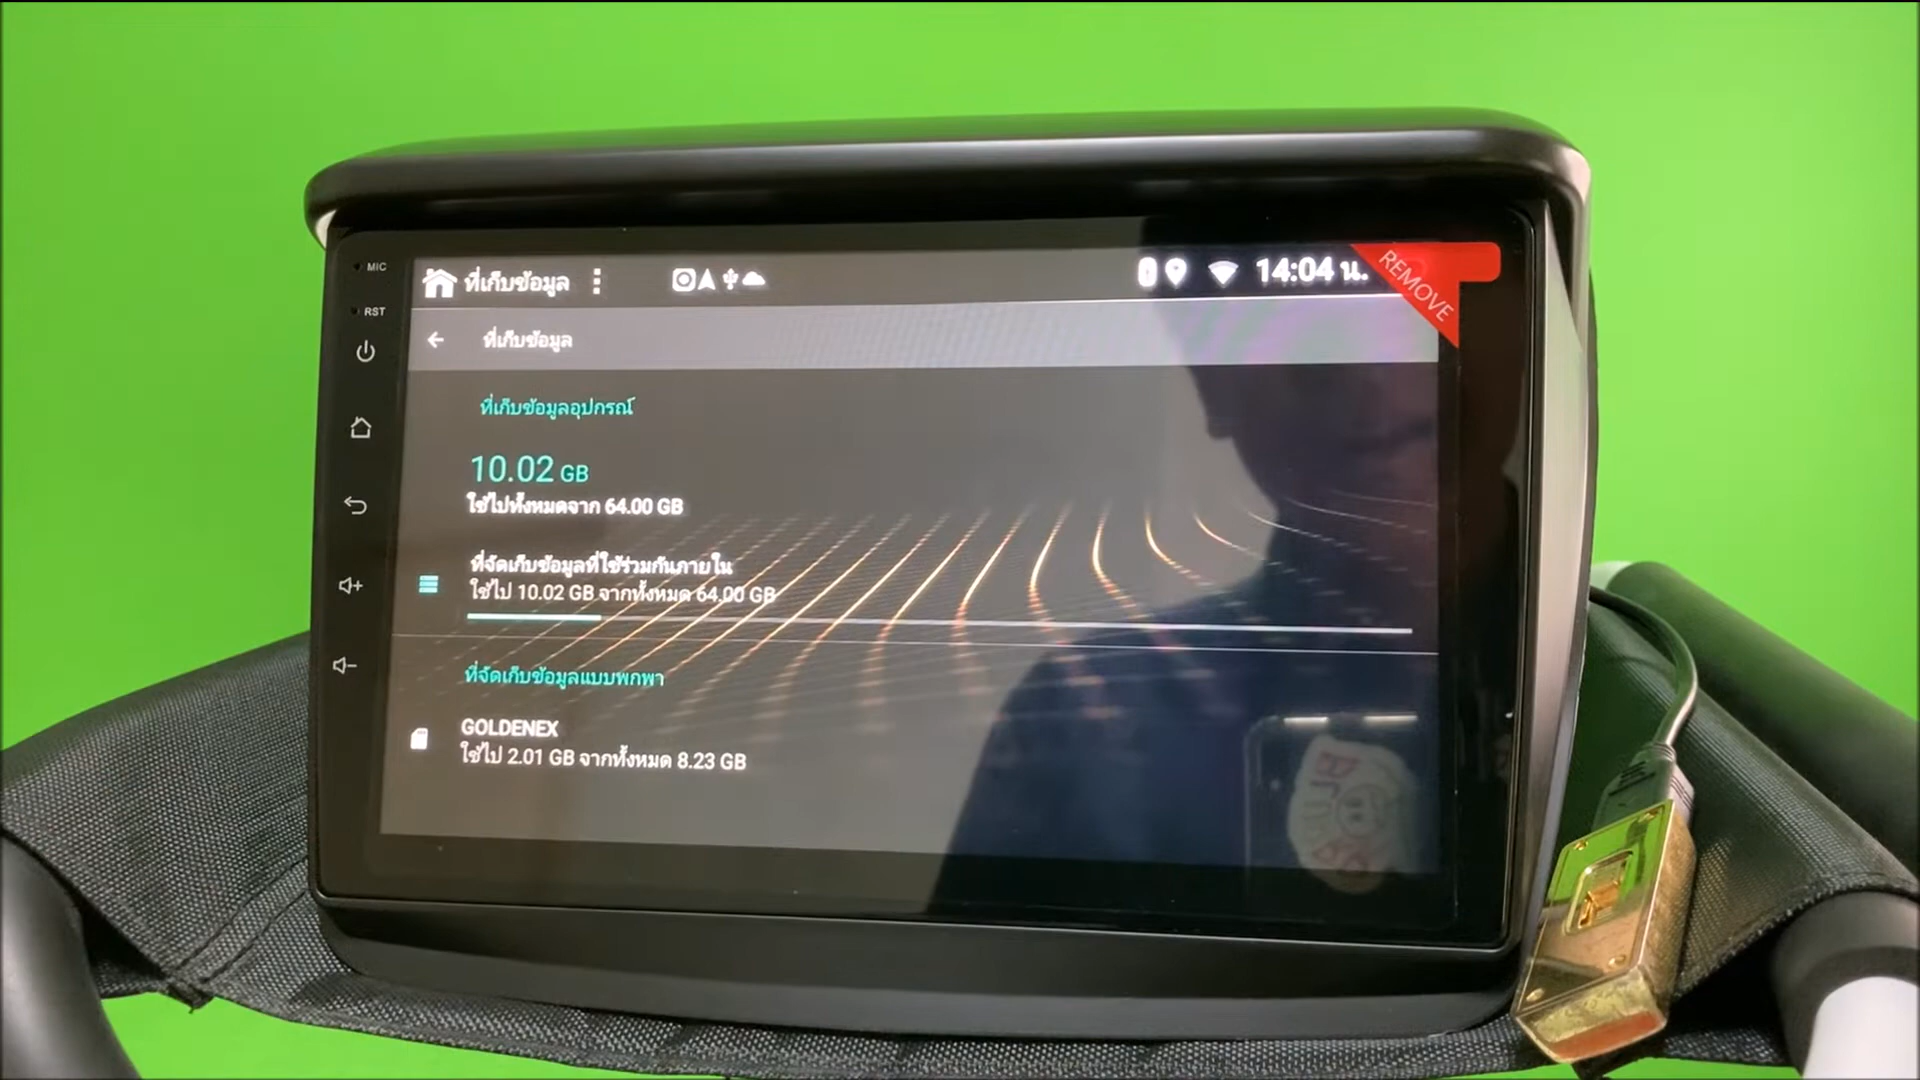 MIC
RST
ที่เก็บข้อมูล
14:04 น.
REMOVE
ที่เก็บข้อมูล
ที่เก็บข้อมูลอุปกรณ์
10.02 GB
ใช้ไปทั้งหมดจาก 64.00 GB
ที่จัดเก็บข้อมูลที่ใช้ร่วมกันภายใน
ใช้ไป 10.02 GB จากทั้งหมด 64.00 GB
ที่จัดเก็บข้อมูลแบบพกพา
GOLDENEX
ใช้ไป 2.01 GB จากทั้งหมด 8.23 GB